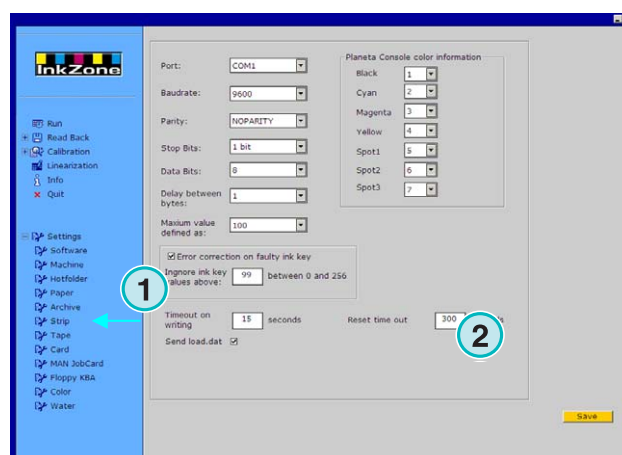 InkZone
Run
Read Back
Calibration
Linearization
Info
Quit
Settings
Software
Machine
Hotfolder
Paper
Archive
Strip
Tape
Card
MAN JobCard
Floppy KBA
Color
Water
1
Port: COM1
Baudrate: 9600
Parity: NOPARITY
Stop Bits: 1 bit
Data Bits: 8
Delay between
bytes: 1
Maxium value
defined as: 100
Error correction on faulty ink key
Ingnore ink key
values above: 99 between 0 and 256
Timeout on
writing 15 seconds
Send load.dat
Planeta Console color information
Black 1
Cyan 2
Magenta 3
Yellow 4
Spot1 5
Spot2 6
Spot3 7
Reset time out 300
2
Save